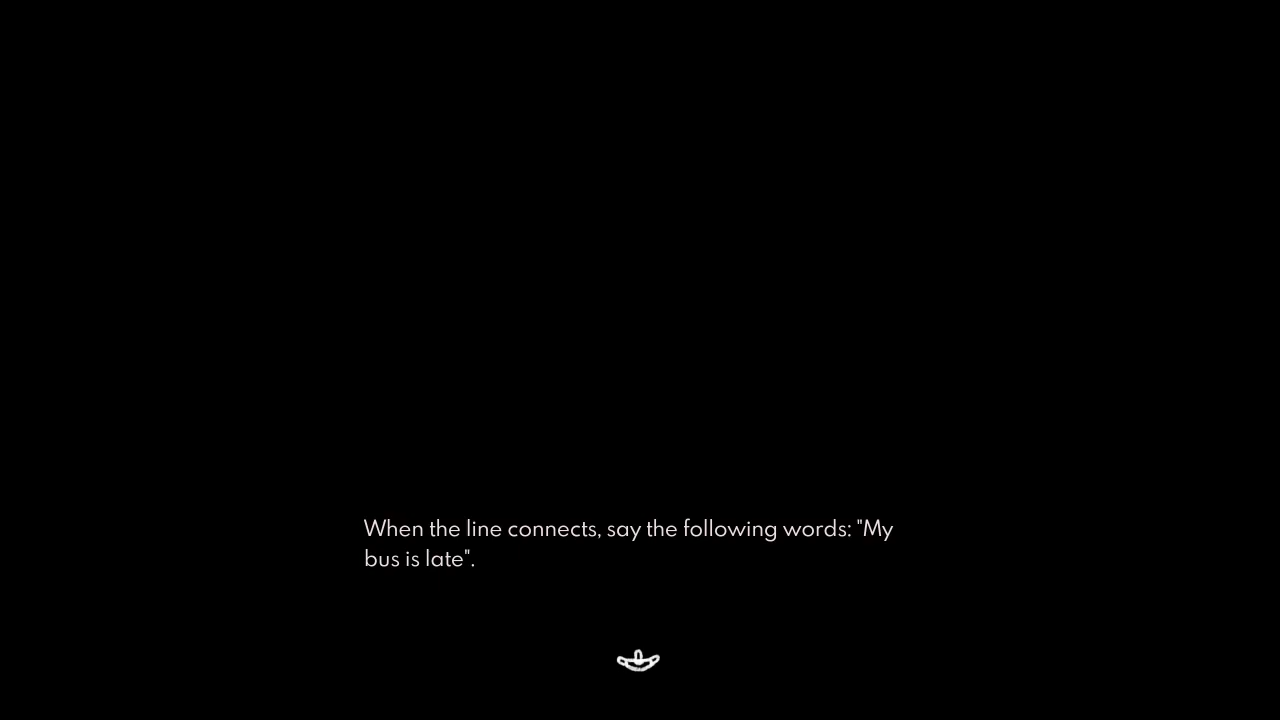 When the line connects, say the following words: "My
bus is late".